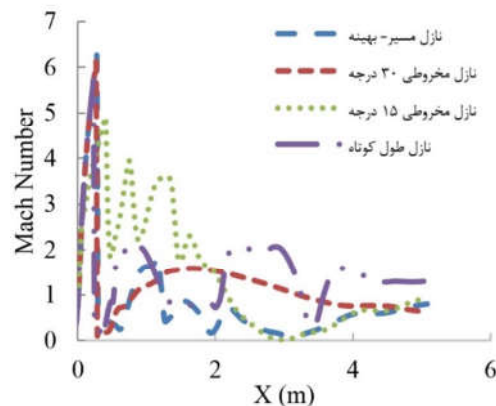 نازل مسیر- بهینه
نازل مخروطی ۳۰ درجه
نازل مخروطی ۱۵ درجه
نازل طول کوتاه
Mach Number
7
6
5
4
3
2
1
0
0 2 4 6
X (m)